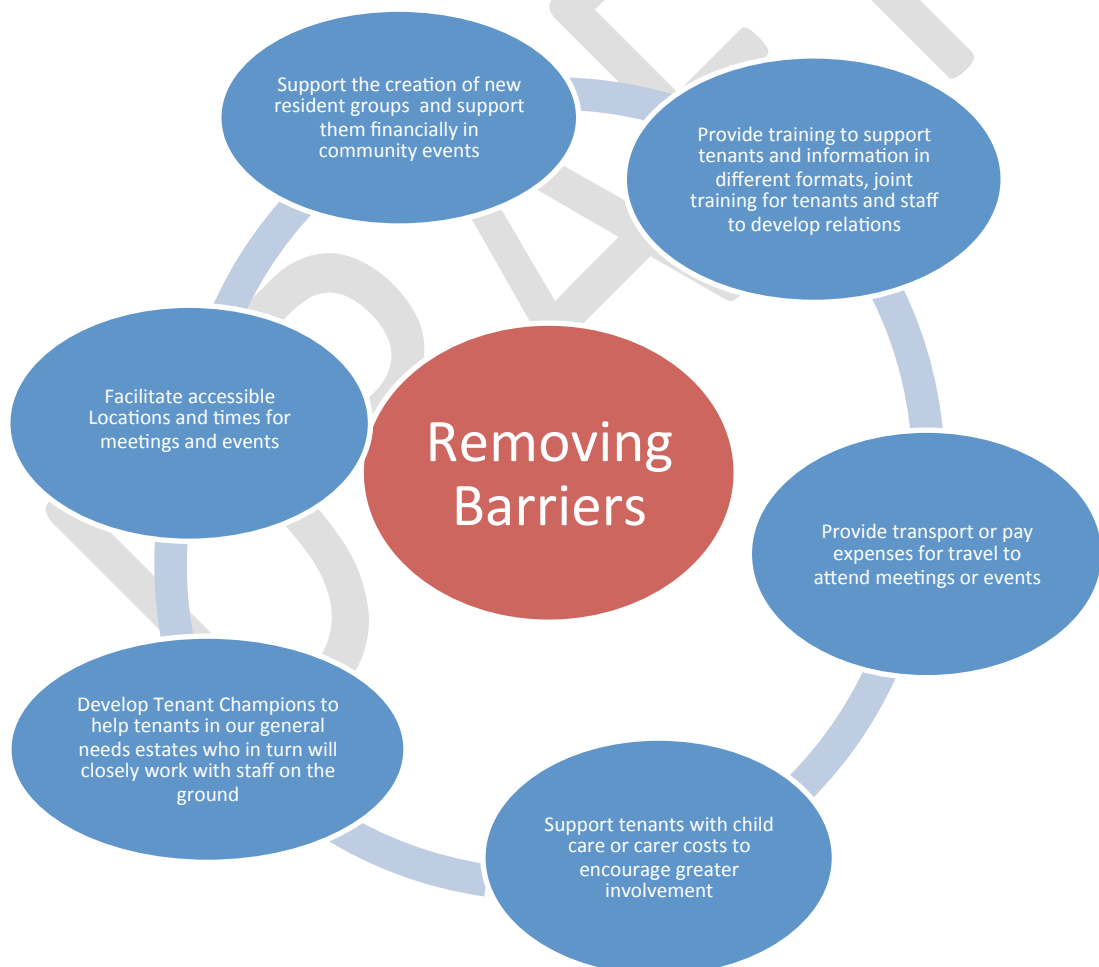 Support the creation of new
resident groups and support
them financially in
community events
Provide training to support
tenants and information in
different formats, joint
training for tenants and staff
to develop relations
Facilitate accessible
Locations and times for
meetings and events
Removing
Barriers
Provide transport or pay
expenses for travel to
attend meetings or events
Develop Tenant Champions to
help tenants in our general
needs estates who in turn will
closely work with staff on the
ground
Support tenants with child
care or carer costs to
encourage greater
involvement